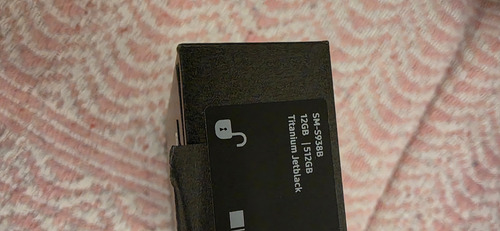 SM-S938B
12GB | 512GB
Titanium Jetblack